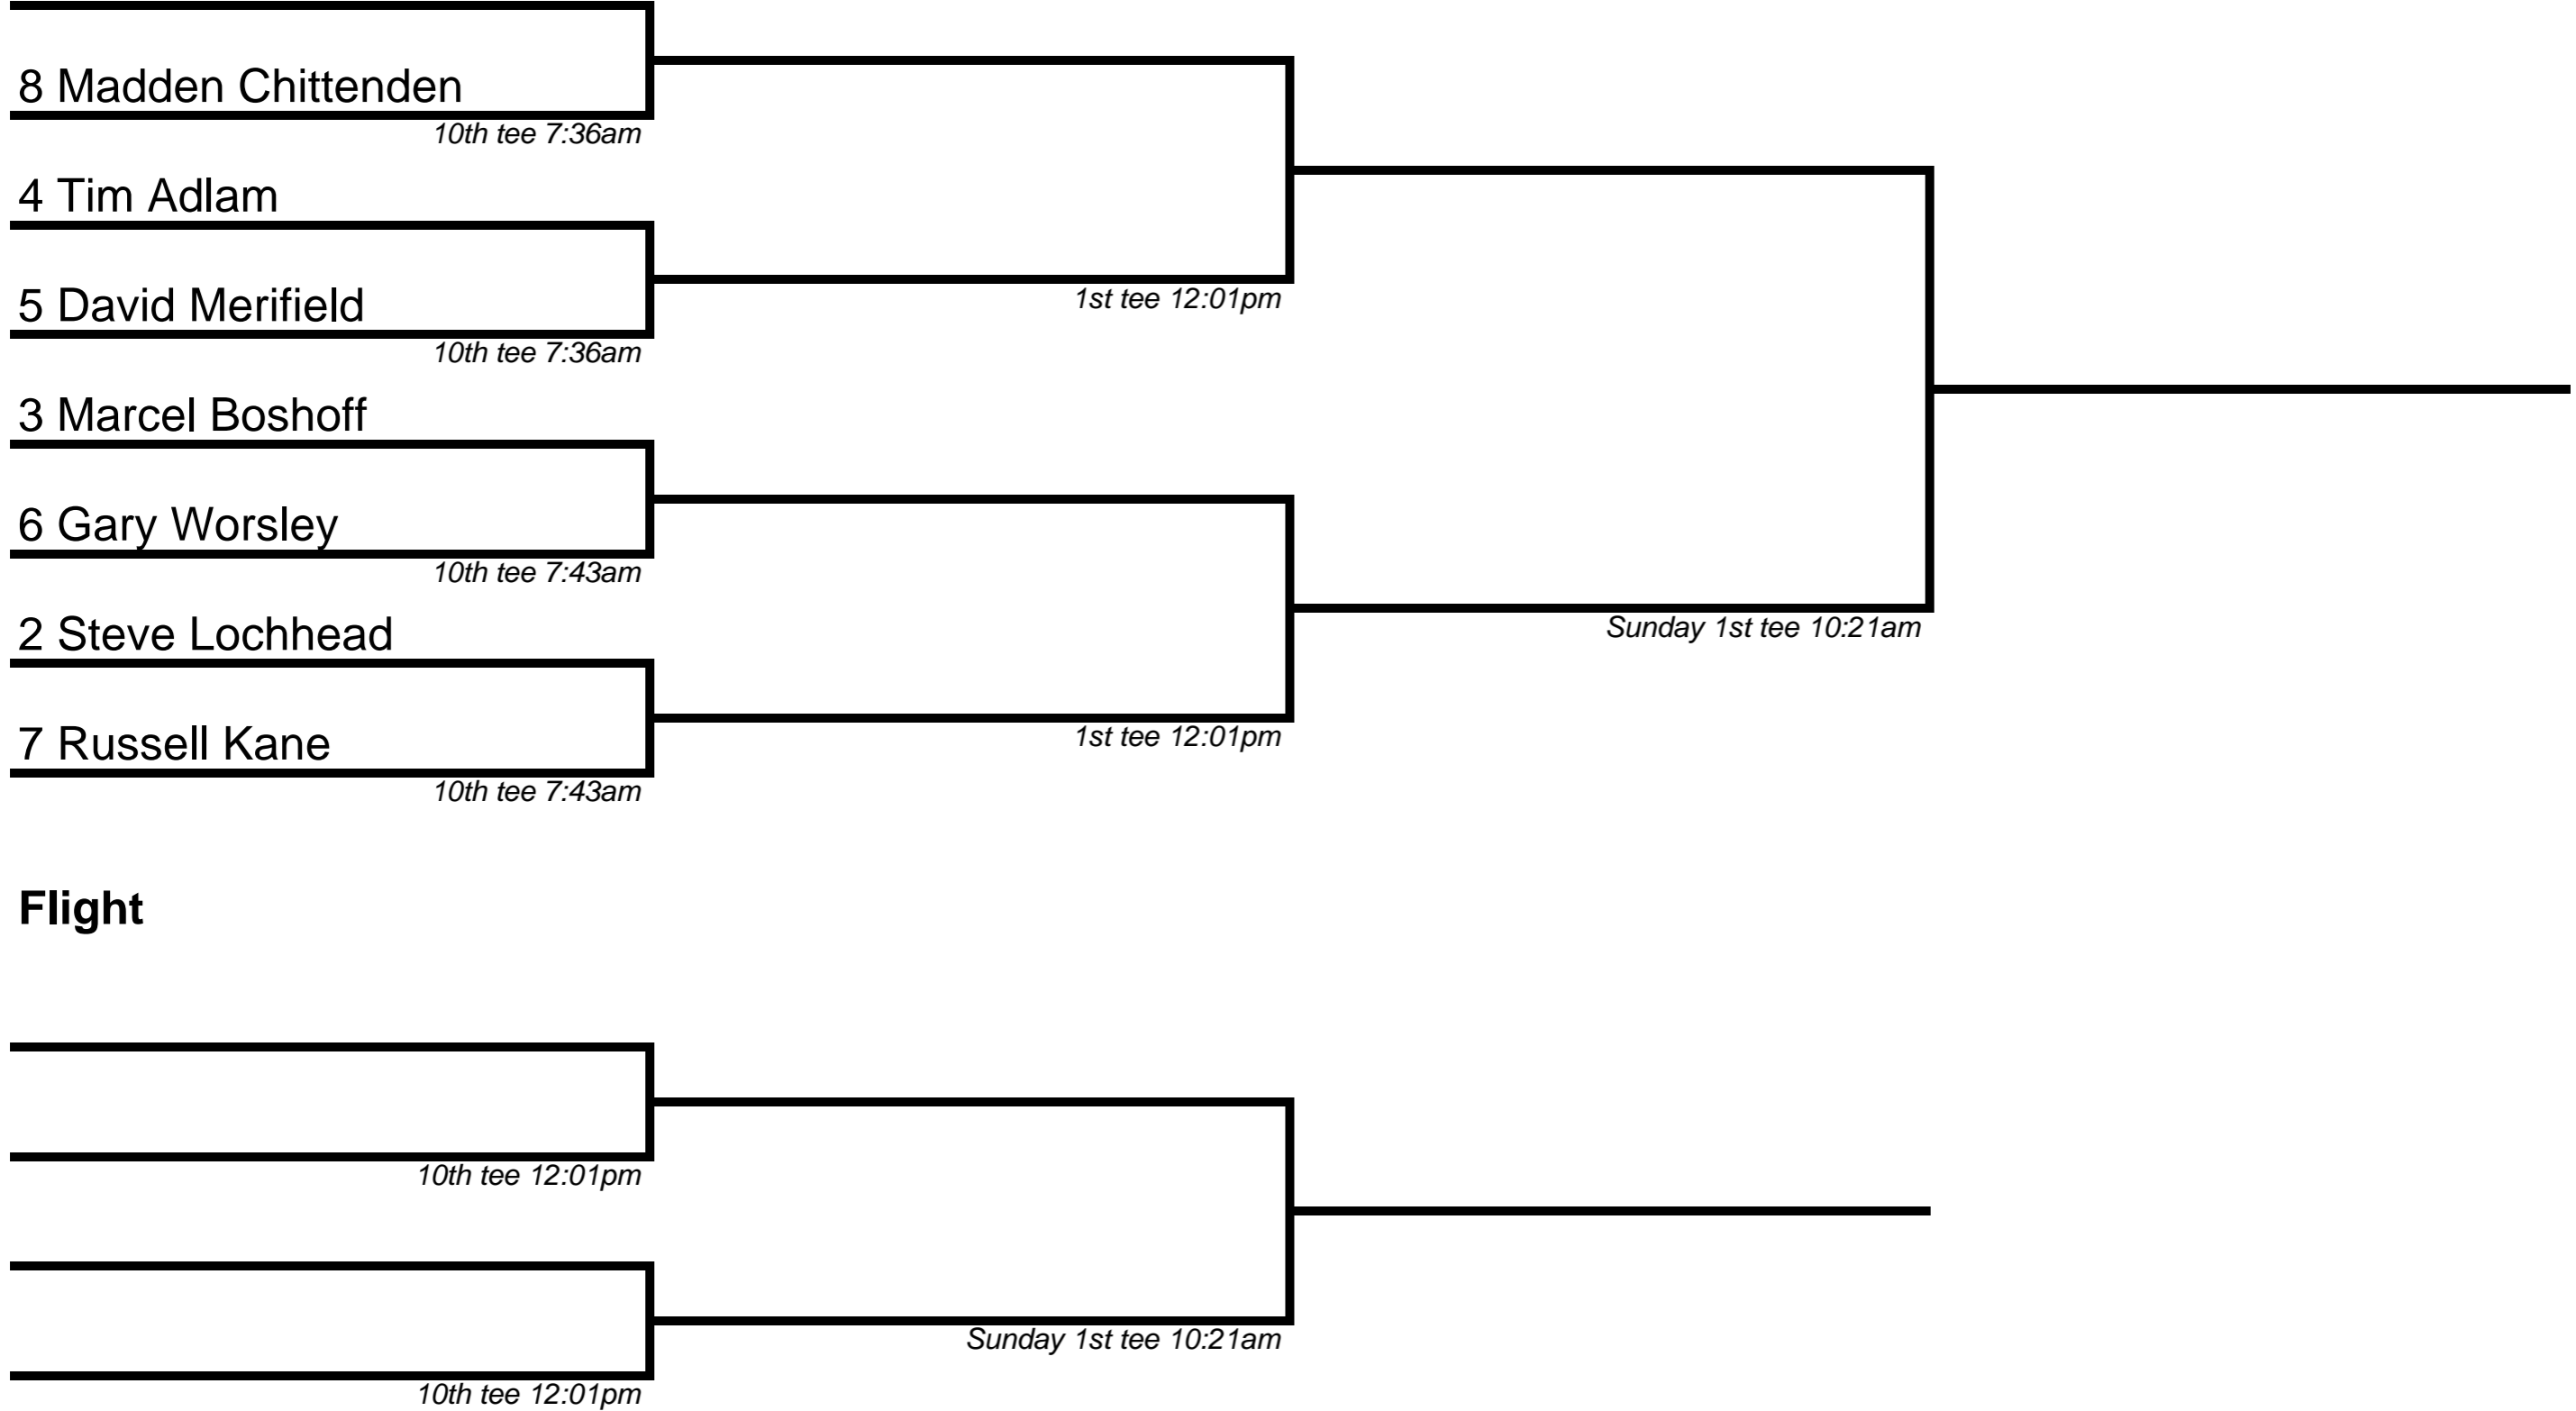 8 Madden Chittenden
10th tee 7:36am
4 Tim Adlam
5 David Merifield
1st tee 12:01pm
10th tee 7:36am
3 Marcel Boshoff
6 Gary Worsley
10th tee 7:43am
2 Steve Lochhead
Sunday 1st tee 10:21am
7 Russell Kane
1st tee 12:01pm
10th tee 7:43am
Flight
10th tee 12:01pm
Sunday 1st tee 10:21am
10th tee 12:01pm